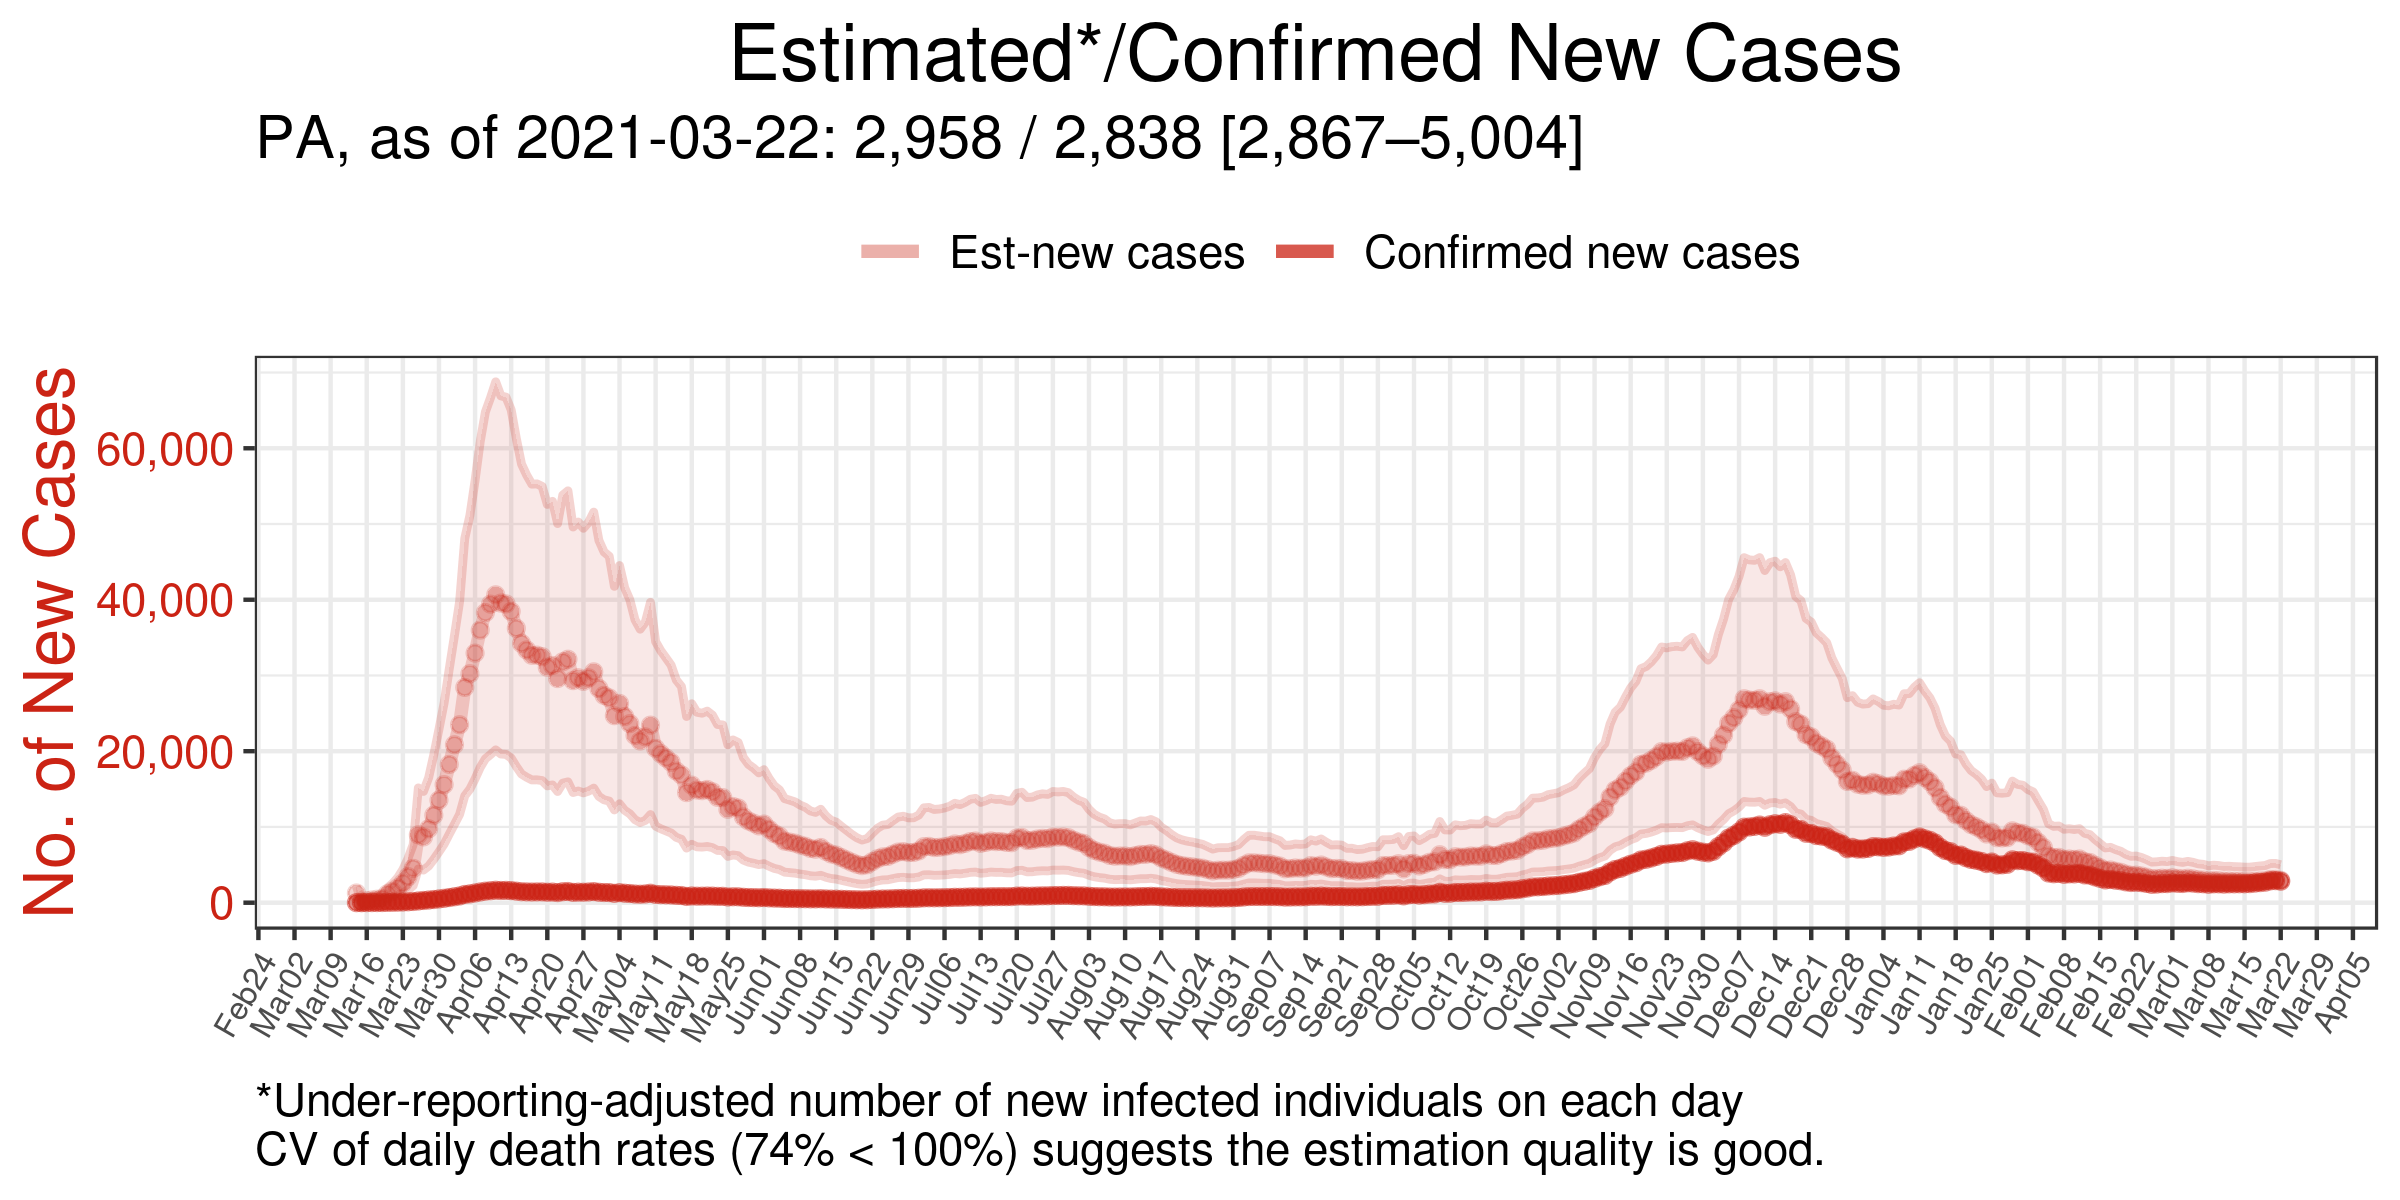 Estimated*/Confirmed New Cases
PA, as of 2021-03-22: 2,958 / 2,838 [2,867–5,004]
Est-new cases
Confirmed new cases
No. of New Cases
60,000
40,000
20,000
0
Feb24
Mar02
Mar09
Mar16
Mar23
Mar30
Apr06
Apr13
Apr20
Apr27
May04
May11
May18
May25
Jun01
Jun08
Jun15
Jun22
Jun29
Jul06
Jul13
Jul20
Jul27
Aug03
Aug10
Aug17
Aug24
Aug31
Sep07
Sep14
Sep21
Sep28
Oct05
Oct12
Oct19
Oct26
Nov02
Nov09
Nov16
Nov23
Nov30
Dec07
Dec14
Dec21
Dec28
Jan04
Jan11
Jan18
Jan25
Feb01
Feb08
Feb15
Feb22
Mar01
Mar08
Mar15
Mar22
Mar29
Apr05
*Under-reporting-adjusted number of new infected individuals on each day
CV of daily death rates (74% < 100%) suggests the estimation quality is good.